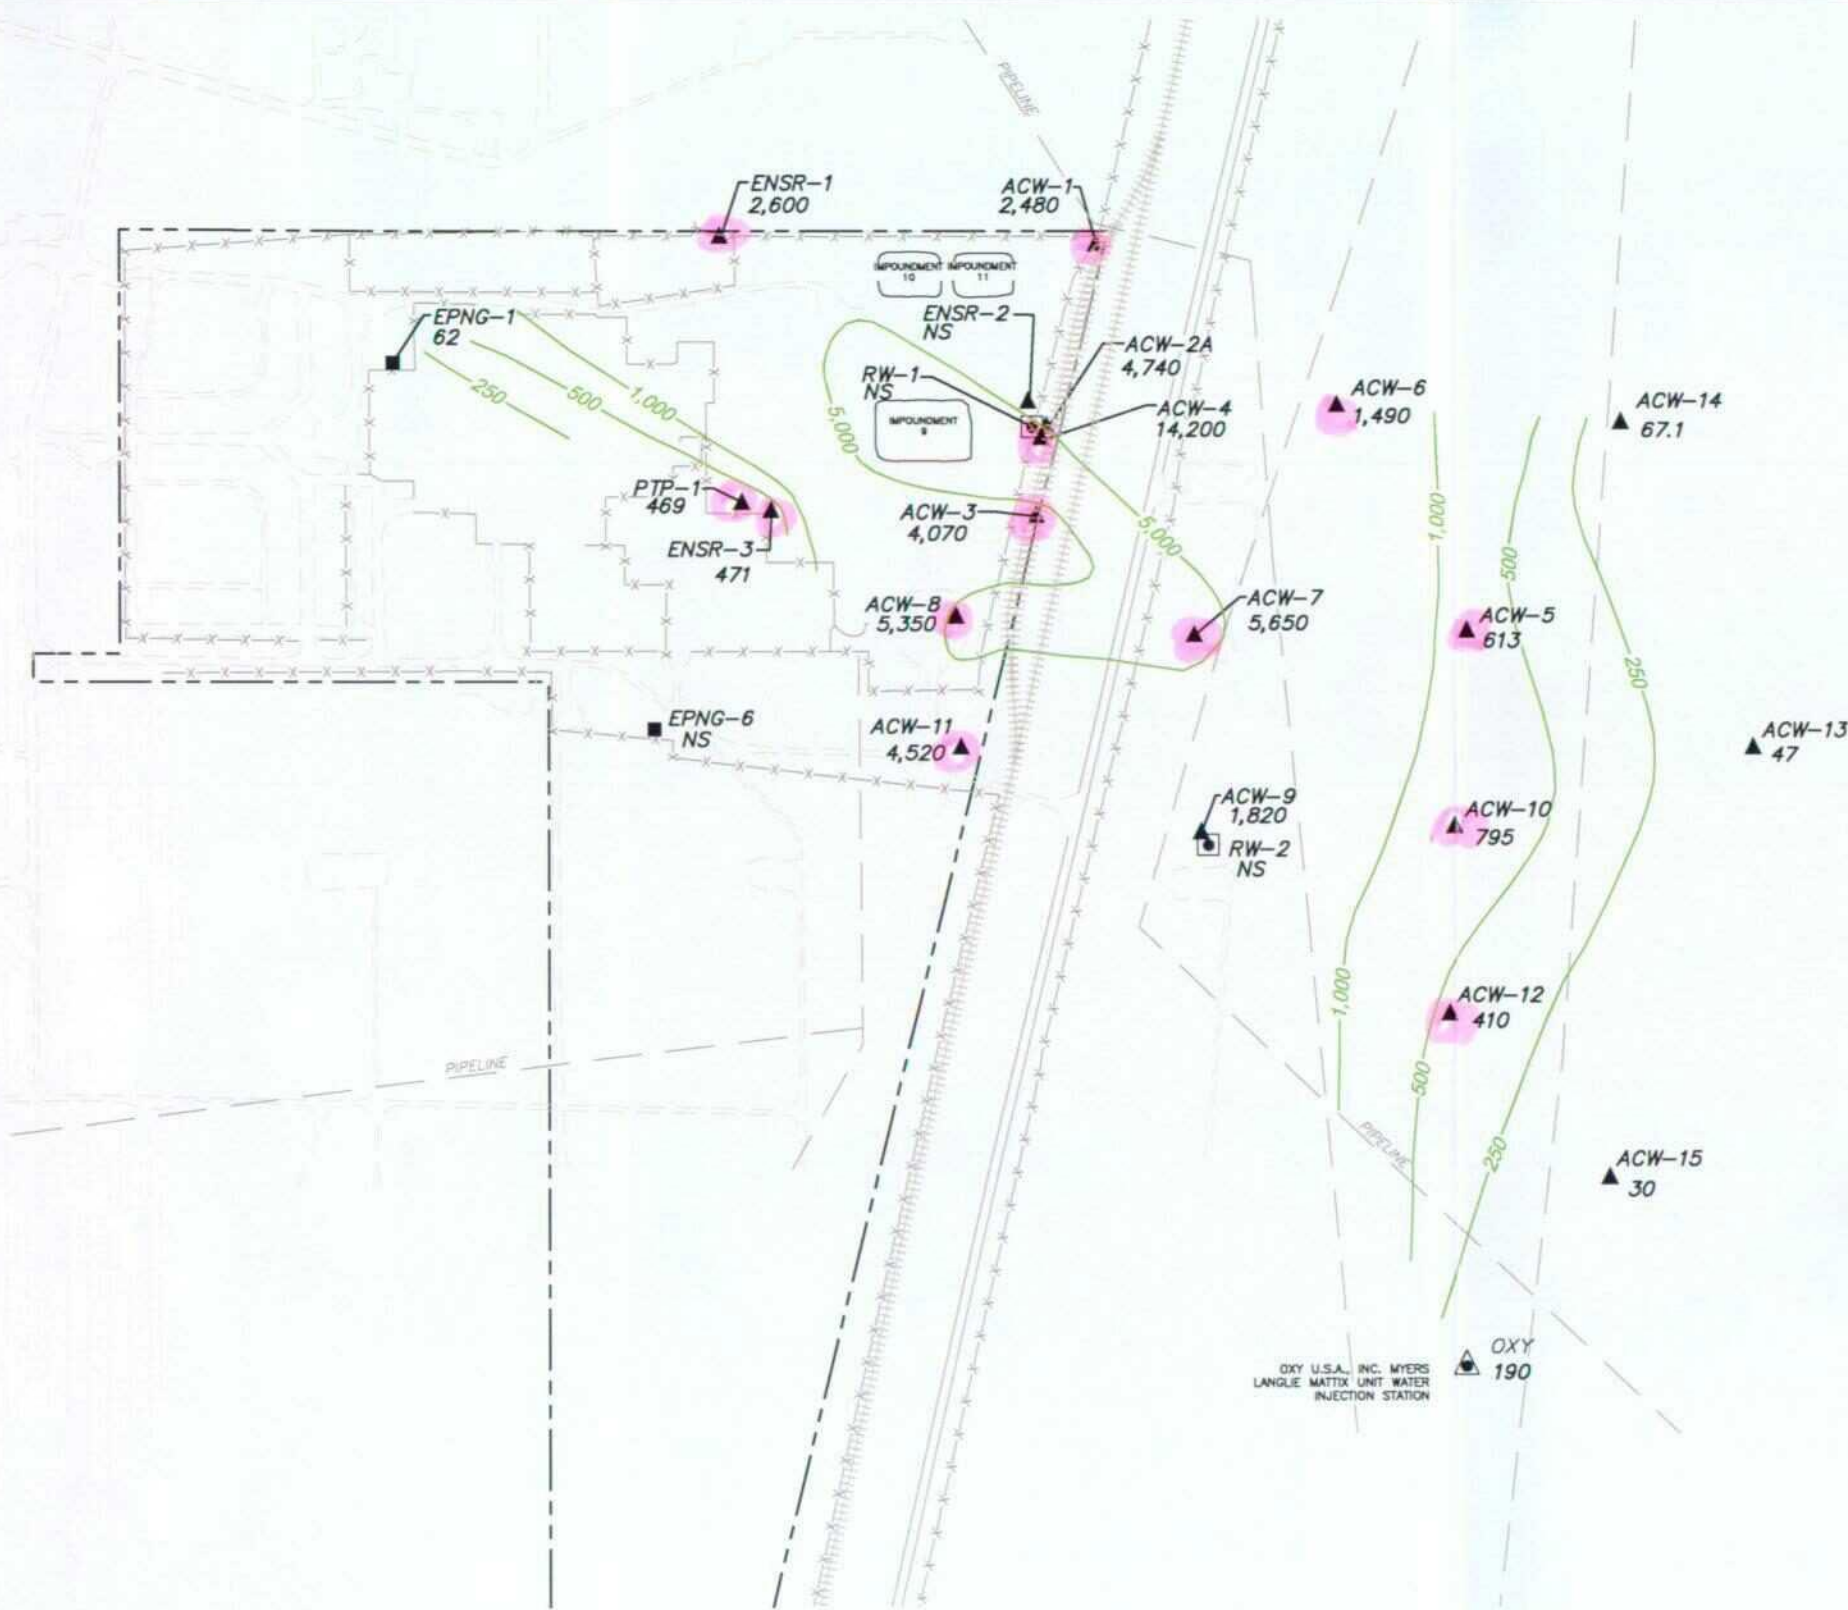 PIPELINE
ENSR-1
2,600
ACW-1
2,480
IMPOUNDMENT
10
IMPOUNDMENT
11
EPNG-1
62
ENSR-2
NS
ACW-2A
4,740
RW-1
NS
ACW-4
14,200
IMPOUNDMENT
9
ACW-6
1,490
ACW-14
67.1
250
500
1,000
5,000
PTP-1
469
ENSR-3
471
ACW-3
4,070
5,000
1,000
500
250
ACW-8
5,350
ACW-7
5,650
ACW-5
613
EPNG-6
NS
ACW-11
4,520
ACW-13
47
ACW-9
1,820
RW-2
NS
ACW-10
795
1,000
ACW-12
410
500
PIPELINE
PIPELINE
250
ACW-15
30
OXY
190
OXY U.S.A., INC. MYERS
LANGLIE MATTIX UNIT WATER
INJECTION STATION